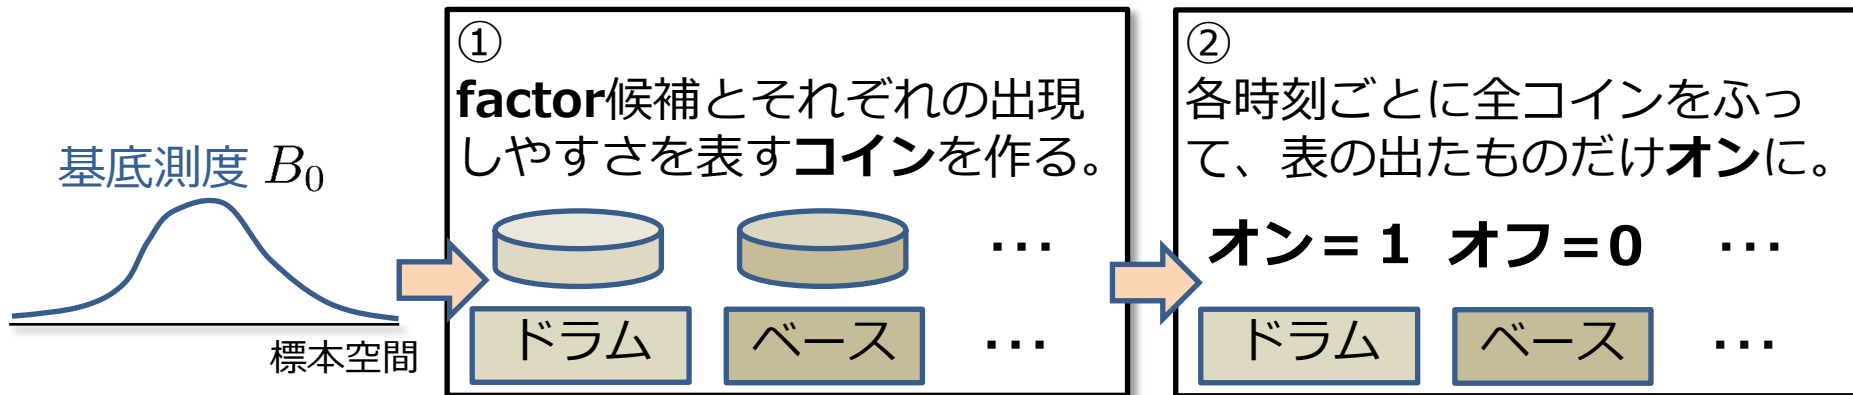 基底測度 B₀
標本空間
①
factor候補とそれぞれの出現
しやすさを表すコインを作る。
･･･
ドラム ベース ･･･
②
各時刻ごとに全コインをふっ
て、表の出たものだけオンに。
オン＝1 オフ＝0 ･･･
ドラム ベース ･･･